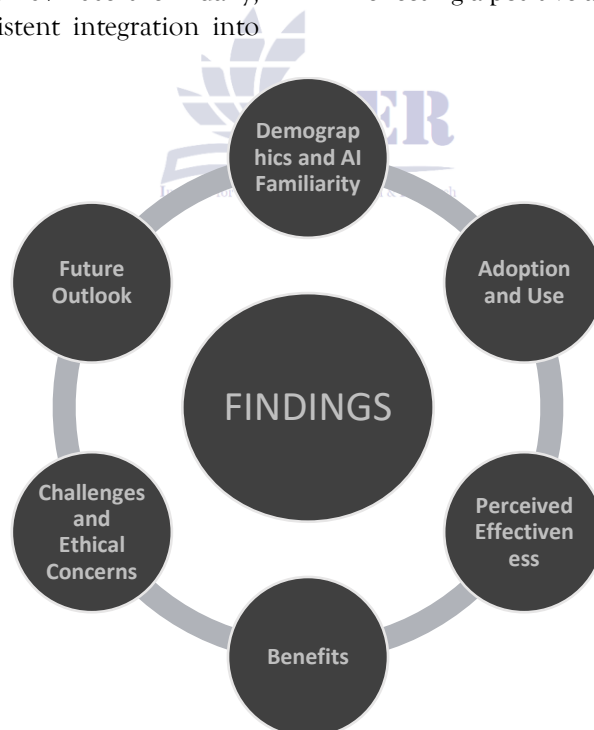 istent integration into
ER
Demograp
hics and AI
Familiarity
Adoption
and Use
Perceived
Effectiven
ess
Benefits
Challenges
and
Ethical
Concerns
Future
Outlook
FINDINGS